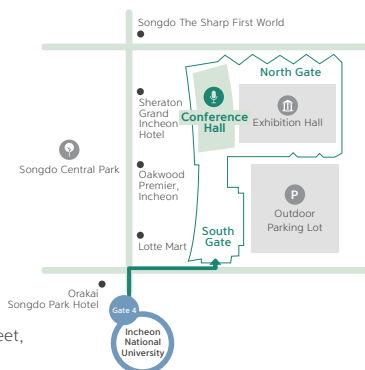 Songdo The Sharp First World
North Gate
Sheraton
Grand
Incheon
Hotel
Conference
Hall
Exhibition Hall
Songdo Central Park
Oakwood
Premier,
Incheon
P
Outdoor
Parking Lot
South
Gate
Lotte Mart
Orakai
Songdo Park Hotel
Gate 4
Incheon
National
University
eet,